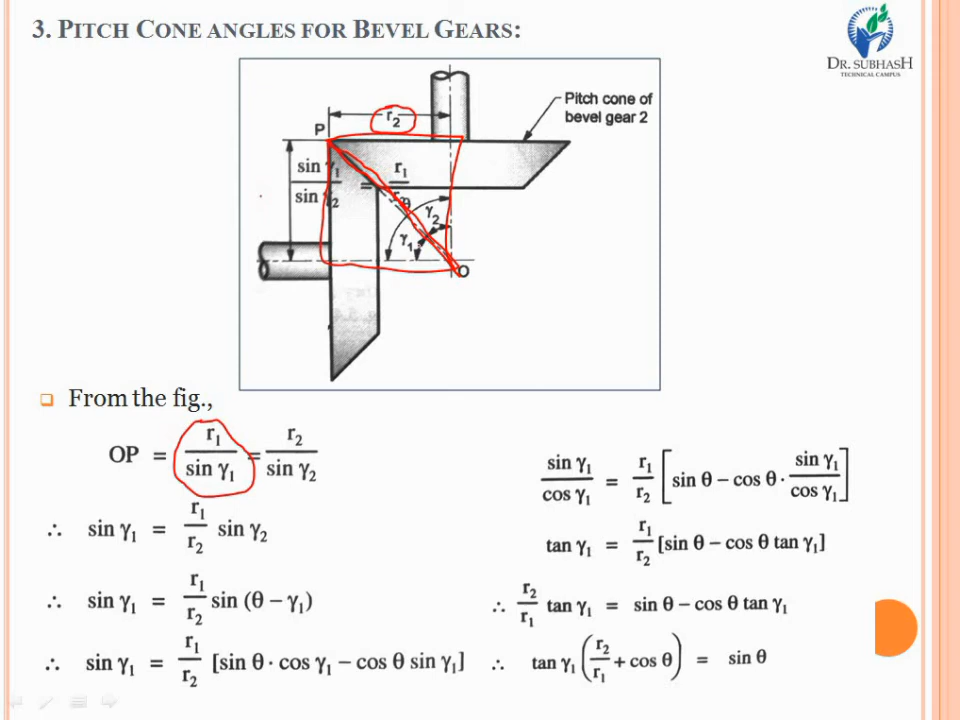 3. PITCH CONE ANGLES FOR BEVEL GEARS:
DR. SUBHASH
TECHNICAL CAMPUS
r₂
P
Pitch cone of
bevel gear 2
sin γ₁ / sin γ₂ = r₁ /
θ
γ₂
γ₁
O
From the fig.,
OP = r₁ / sin γ₁ = r₂ / sin γ₂
∴ sin γ₁ = r₁ / r₂ sin γ₂
∴ sin γ₁ = r₁ / r₂ sin (θ – γ₁)
∴ sin γ₁ = r₁ / r₂ [sin θ · cos γ₁ – cos θ sin γ₁]
sin γ₁ / cos γ₁ = r₁ / r₂ [sin θ – cos θ · sin γ₁ / cos γ₁]
tan γ₁ = r₁ / r₂ [sin θ – cos θ tan γ₁]
∴ r₂ / r₁ tan γ₁ = sin θ – cos θ tan γ₁
∴ tan γ₁ (r₂ / r₁ + cos θ) = sin θ